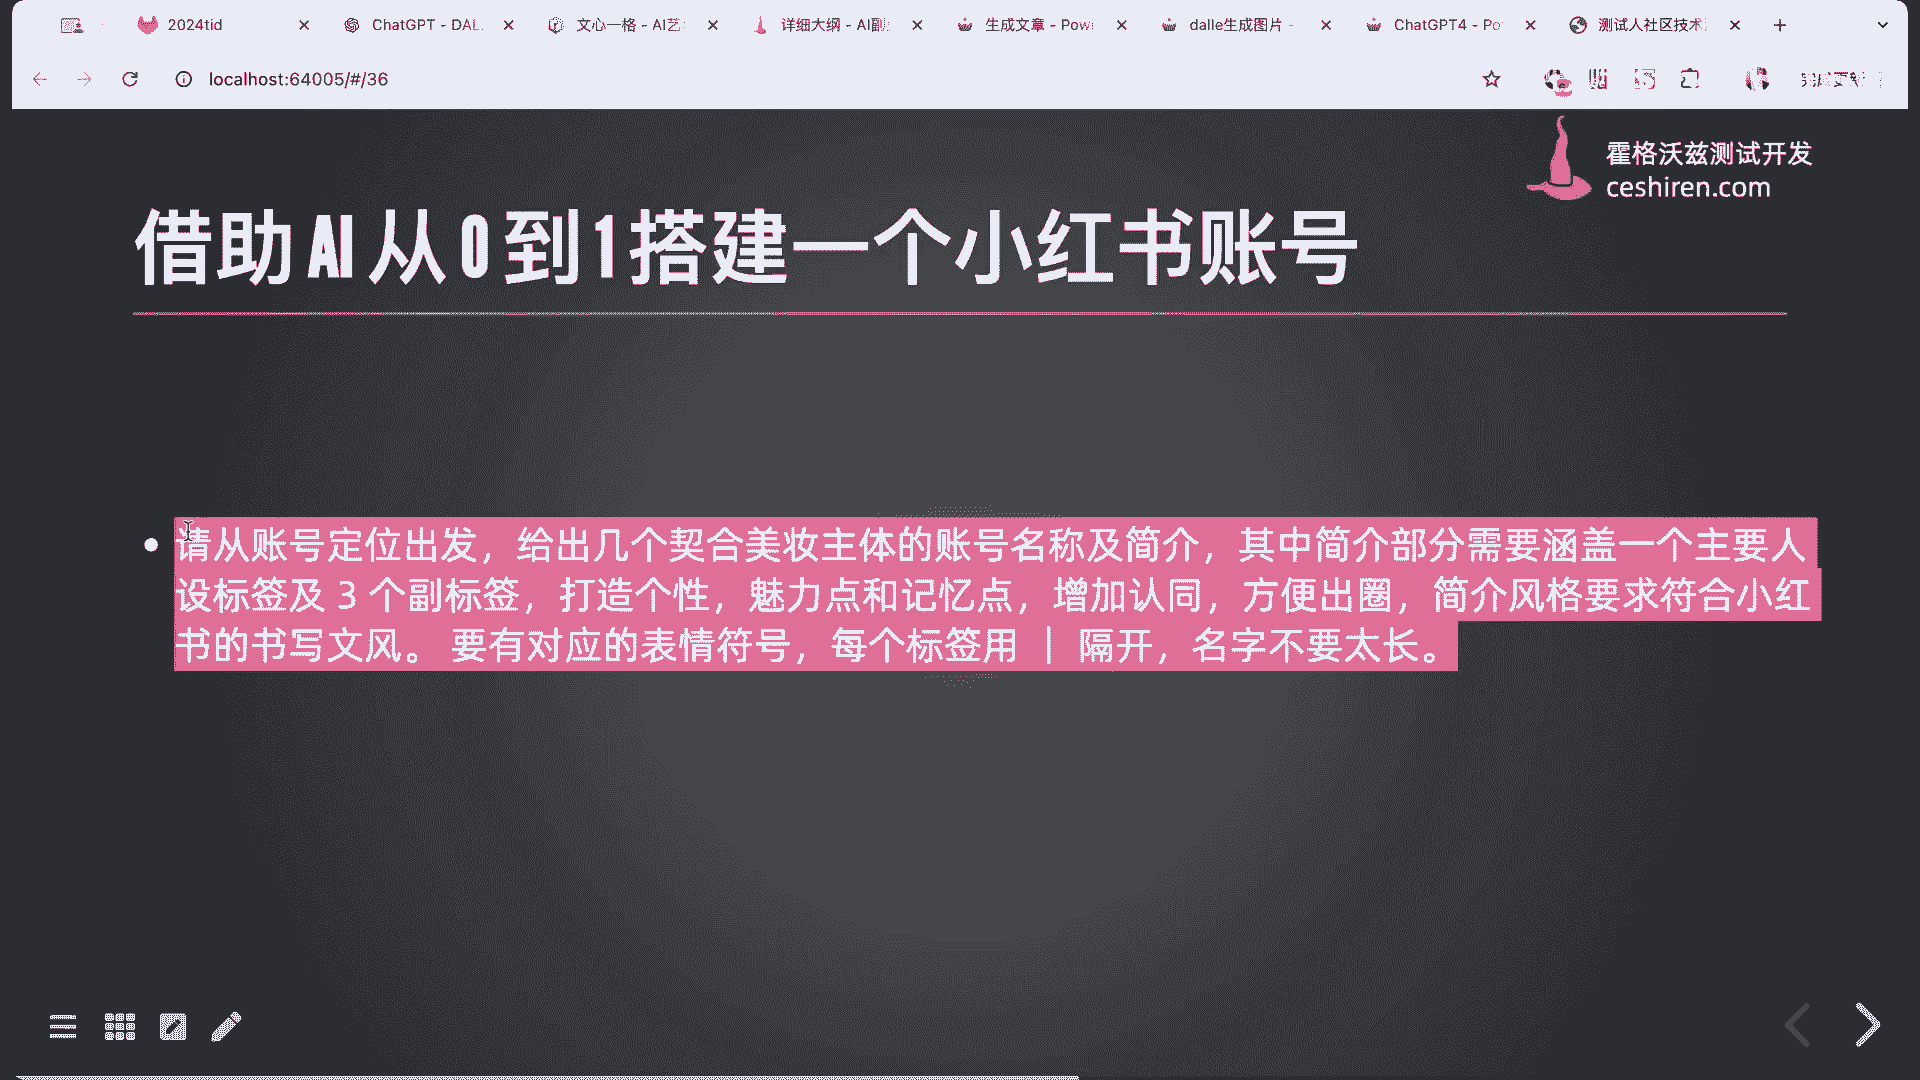 2024tid
ChatGPT - DAL
文心一格 - AI艺
详细大纲 - AI副
生成文章 - Pow
dalle生成图片 -
ChatGPT4 - Po
测试人社区技术
localhost:64005/#/36
霍格沃兹测试开发
ceshiren.com
借助 AI 从 0 到 1 搭建一个小红书账号
请从账号定位出发，给出几个契合美妆主体的账号名称及简介，其中简介部分需要涵盖一个主要人
设标签及 3 个副标签，打造个性，魅力点和记忆点，增加认同，方便出圈，简介风格要求符合小红
书的书写文风。 要有对应的表情符号，每个标签用 ｜ 隔开，名字不要太长。